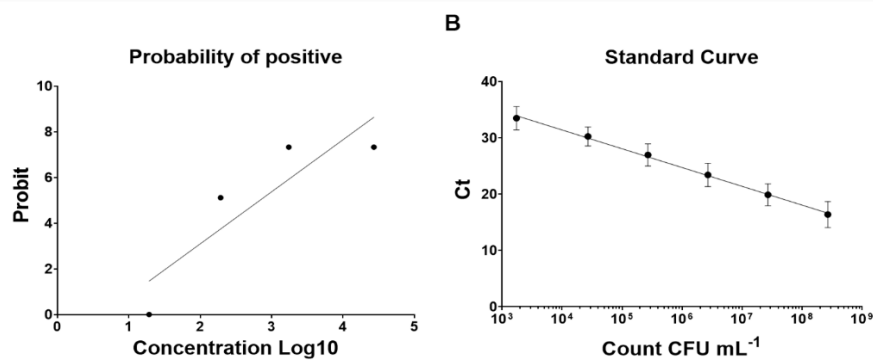 B
Probability of positive
10
8
6
4
2
0
Probit
0 1 2 3 4 5
Concentration Log10
Standard Curve
40
30
20
10
0
Ct
10³ 10⁴ 10⁵ 10⁶ 10⁷ 10⁸ 10⁹
Count CFU mL⁻¹